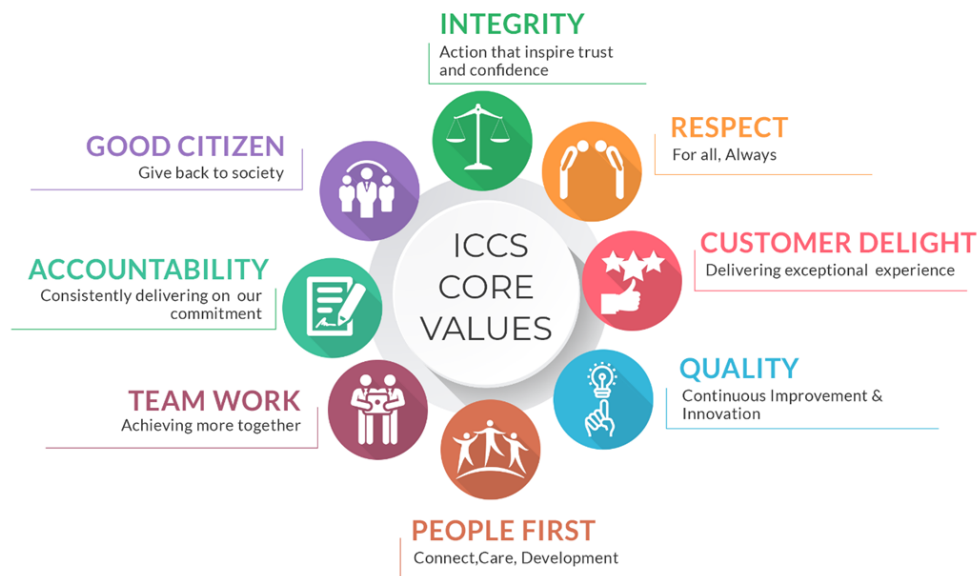 INTEGRITY
Action that inspire trust
and confidence
RESPECT
For all, Always
CUSTOMER DELIGHT
Delivering exceptional experience
QUALITY
Continuous Improvement &
Innovation
PEOPLE FIRST
Connect,Care, Development
TEAM WORK
Achieving more together
ACCOUNTABILITY
Consistently delivering on our
commitment
GOOD CITIZEN
Give back to society
ICCS
CORE
VALUES